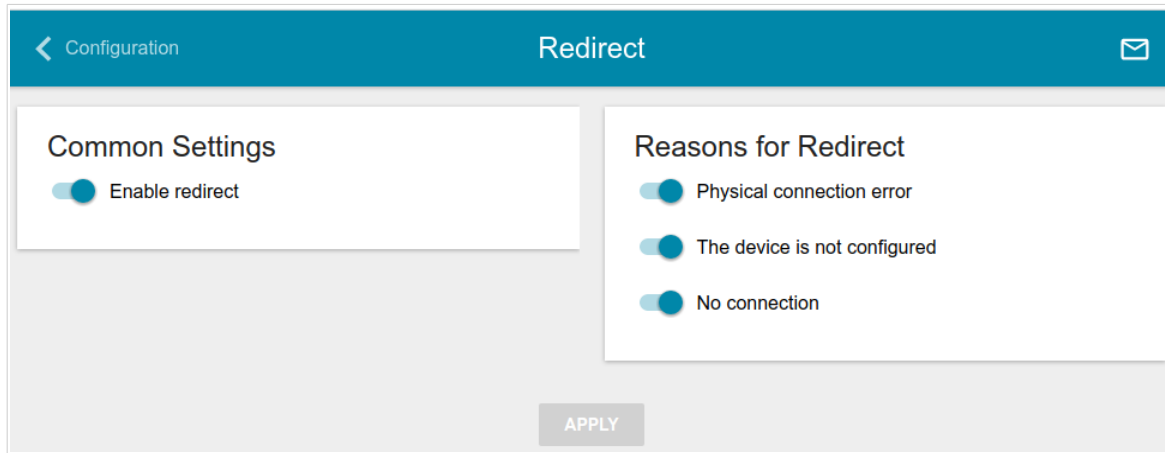 Configuration
Redirect
Common Settings
Enable redirect
Reasons for Redirect
Physical connection error
The device is not configured
No connection
APPLY